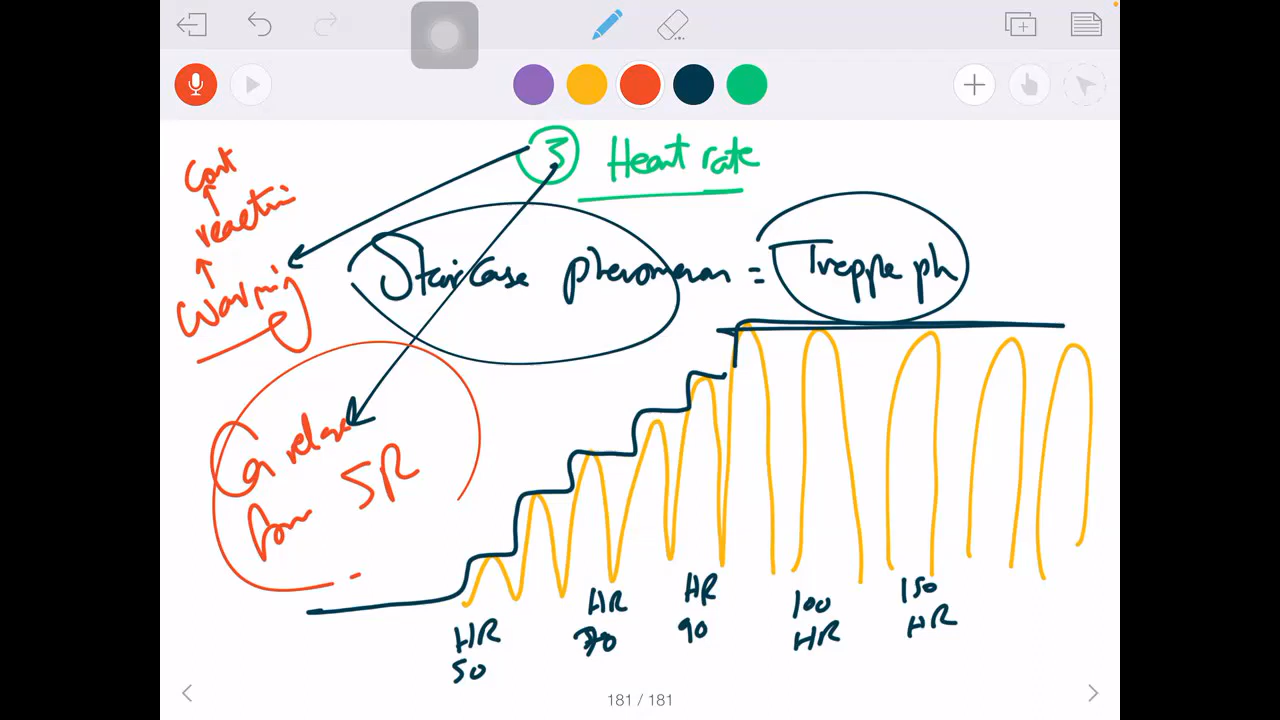 3 Heart rate
Cont
reaction
Warming
Staircase phenomenon = Treppe ph
Ca release
from SR
HR
50
HR
70
HR
90
100
HR
150
HR
181 / 181